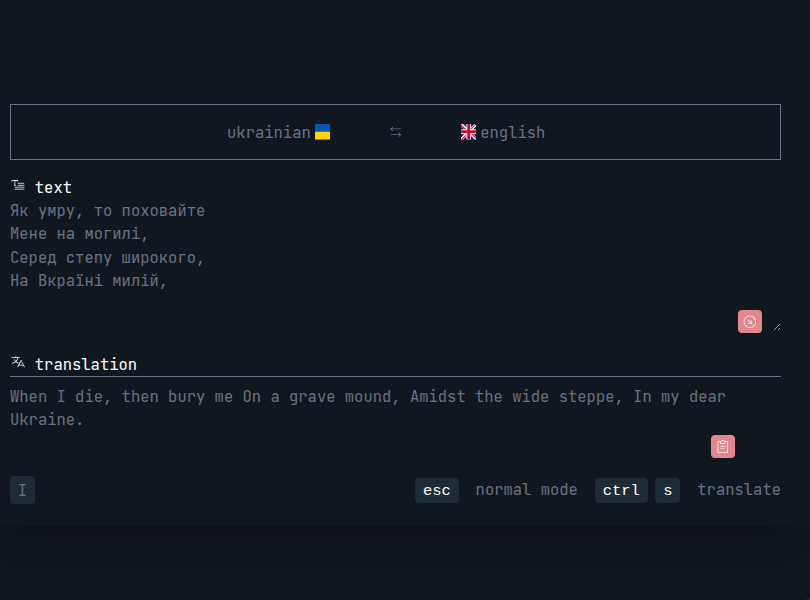 ukrainian english
text
Як умру, то поховайте
Мене на могилі,
Серед степу широкого,
На Вкраїні милій,
translation
When I die, then bury me On a grave mound, Amidst the wide steppe, In my dear
Ukraine.
I esc normal mode ctrl s translate